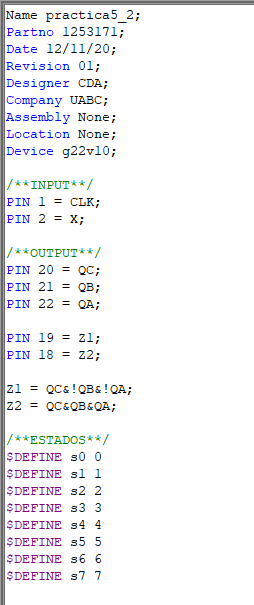 Name practica5_2;
Partno 1253171;
Date 12/11/20;
Revision 01;
Designer CDA;
Company UABC;
Assembly None;
Location None;
Device g22v10;
/**INPUT**/
PIN 1 = CLK;
PIN 2 = X;
/**OUTPUT**/
PIN 20 = QC;
PIN 21 = QB;
PIN 22 = QA;
PIN 19 = Z1;
PIN 18 = Z2;
Z1 = QC&!QB&!QA;
Z2 = QC&QB&QA;
/**ESTADOS**/
$DEFINE s0 0
$DEFINE s1 1
$DEFINE s2 2
$DEFINE s3 3
$DEFINE s4 4
$DEFINE s5 5
$DEFINE s6 6
$DEFINE s7 7